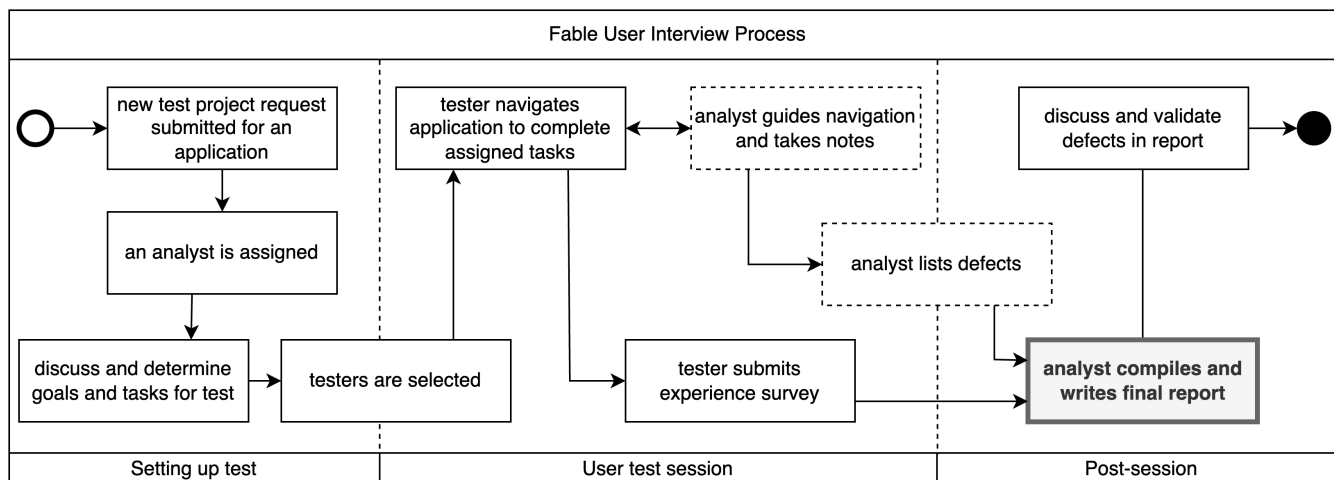 Fable User Interview Process
new test project request
submitted for an
application
an analyst is assigned
discuss and determine
goals and tasks for test
testers are selected
tester navigates
application to complete
assigned tasks
analyst guides navigation
and takes notes
analyst lists defects
tester submits
experience survey
discuss and validate
defects in report
analyst compiles and
writes final report
Setting up test
User test session
Post-session